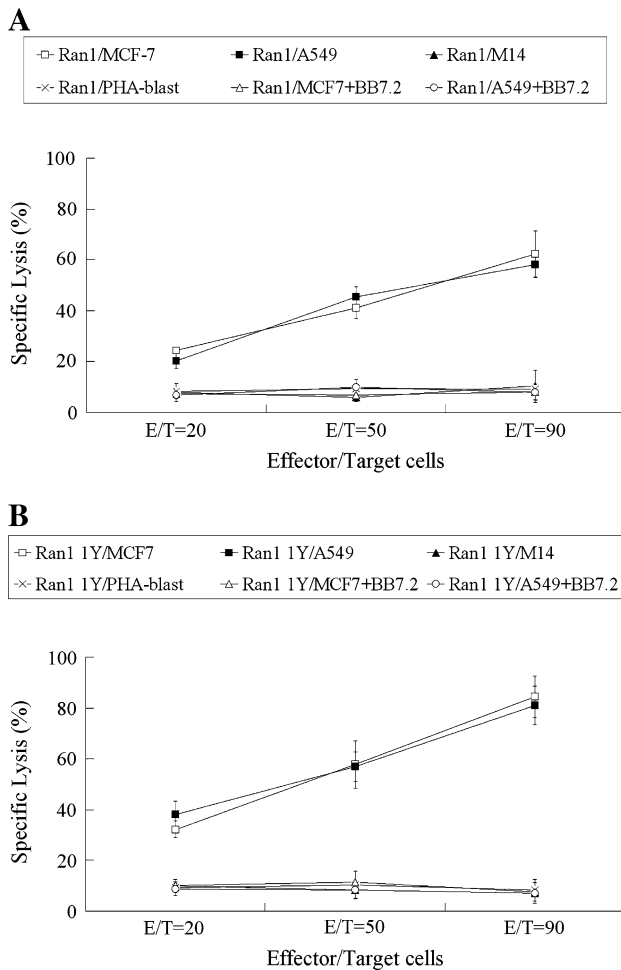 A
Ran1/MCF-7 Ran1/A549 Ran1/M14
Ran1/PHA-blast Ran1/MCF7+BB7.2 Ran1/A549+BB7.2
100
80
60
40
20
0
Specific Lysis (%)
E/T=20 E/T=50 E/T=90
Effector/Target cells
B
Ran1 1Y/MCF7 Ran1 1Y/A549 Ran1 1Y/M14
Ran1 1Y/PHA-blast Ran1 1Y/MCF7+BB7.2 Ran1 1Y/A549+BB7.2
100
80
60
40
20
0
Specific Lysis (%)
E/T=20 E/T=50 E/T=90
Effector/Target cells